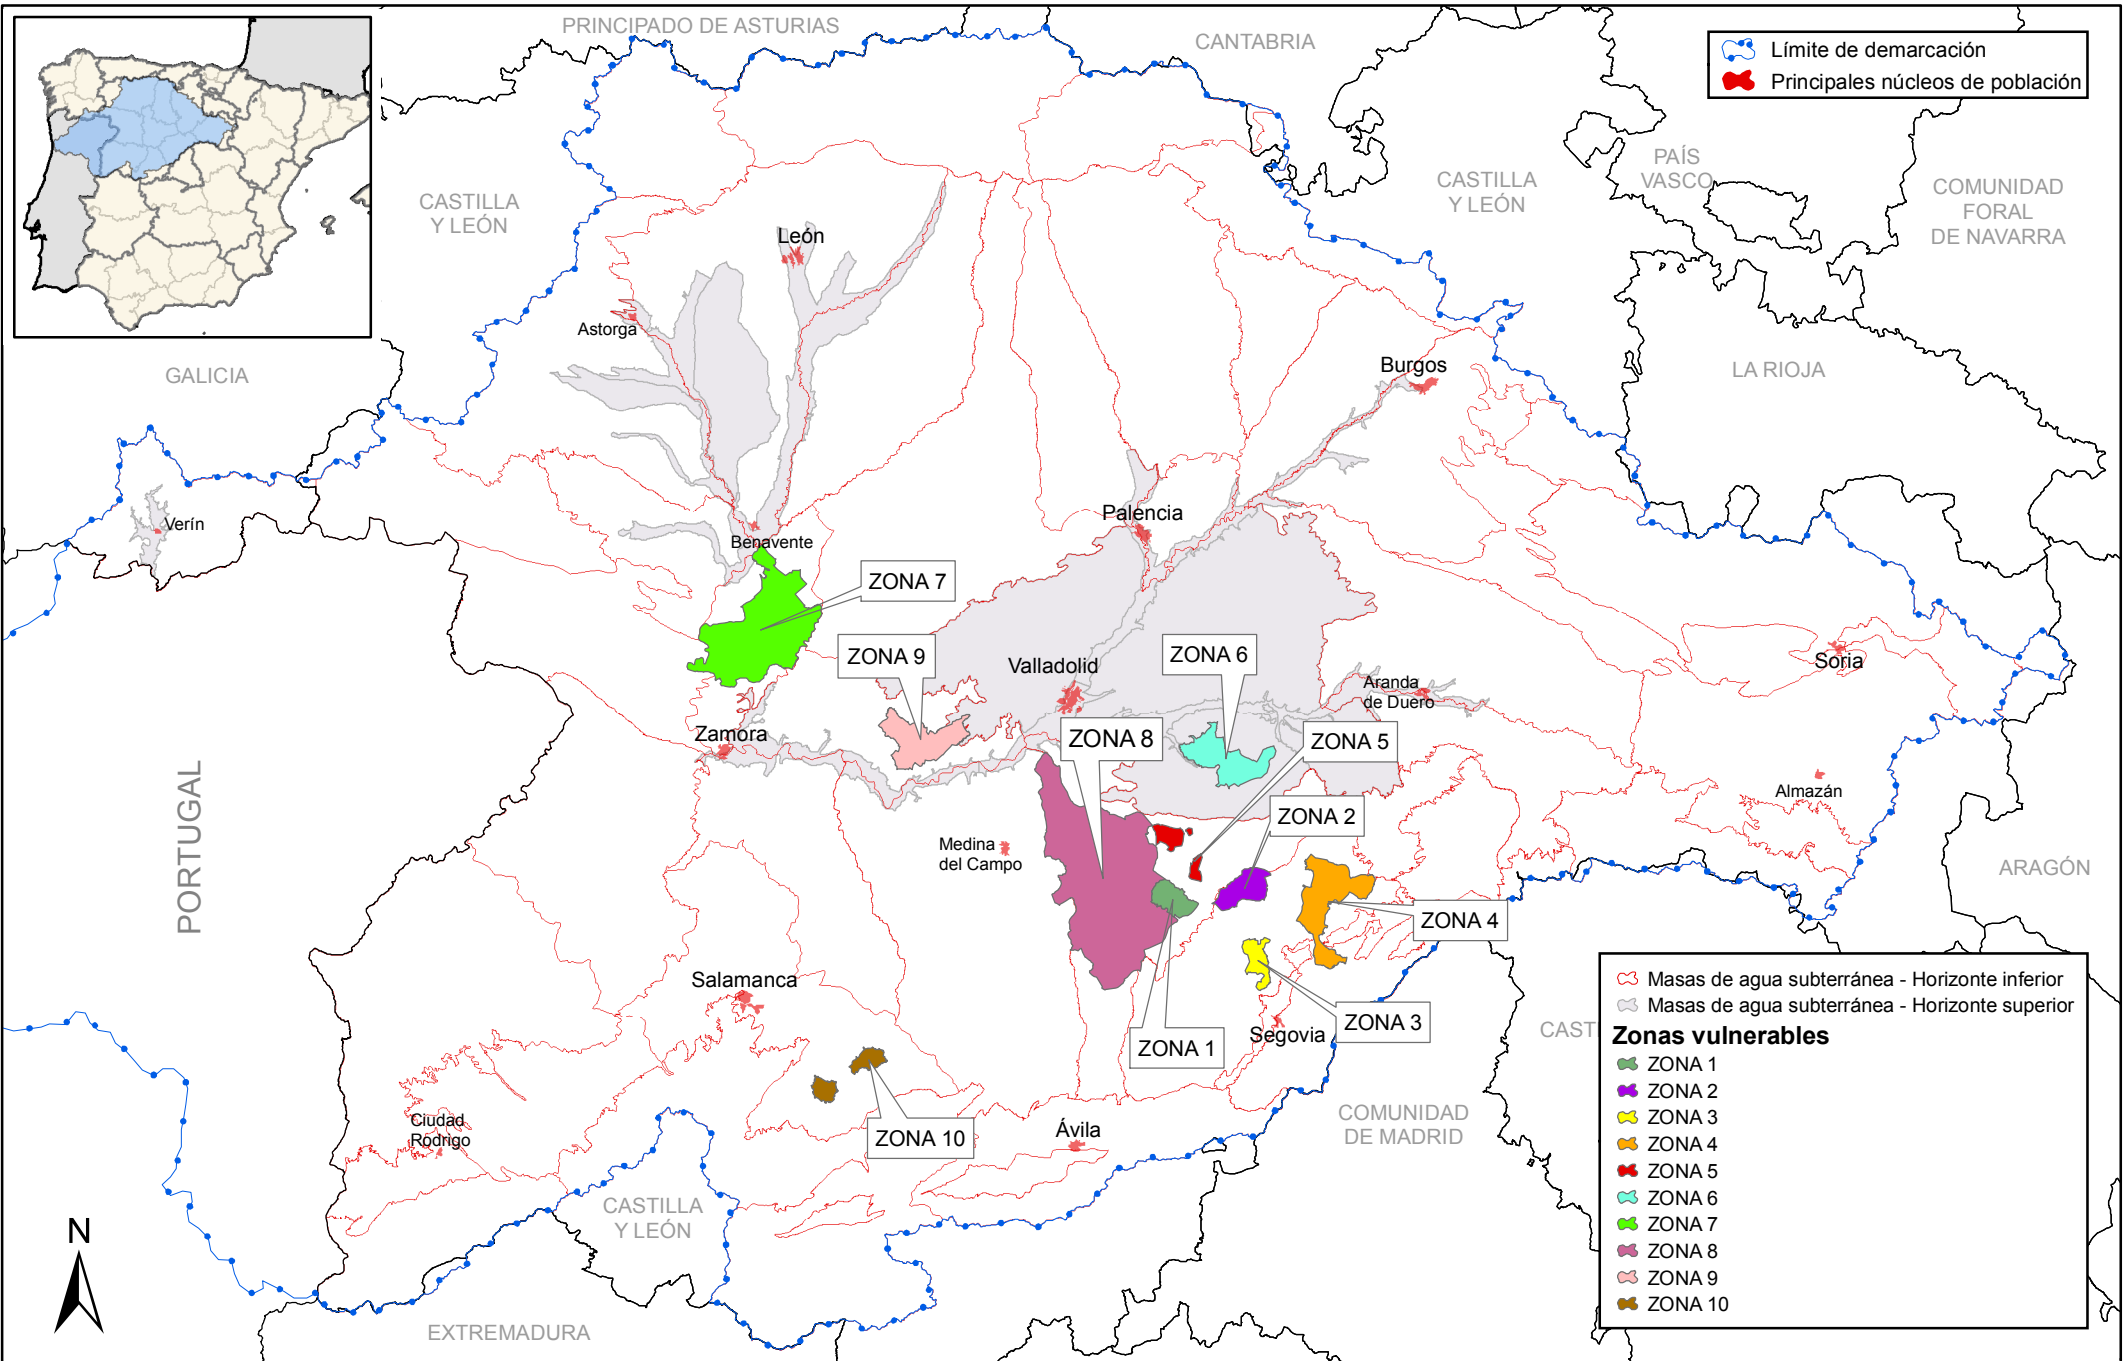 PRINCIPADO DE ASTURIAS
CANTABRIA
Límite de demarcación
Principales núcleos de población
PAÍS
VASCO
CASTILLA
Y LEÓN
COMUNIDAD
FORAL
DE NAVARRA
CASTILLA
Y LEÓN
León
Astorga
GALICIA
Burgos
LA RIOJA
Verín
Palencia
Benavente
ZONA 7
ZONA 9
Valladolid
ZONA 6
Soria
Aranda
de Duero
Zamora
ZONA 8
ZONA 5
PORTUGAL
Almazán
ZONA 2
Medina
del Campo
ARAGÓN
ZONA 4
Salamanca
ZONA 3
Segovia
ZONA 1
CAST
Ciudad
Rodrigo
ZONA 10
Ávila
COMUNIDAD
DE MADRID
CASTILLA
Y LEÓN
N
EXTREMADURA
Masas de agua subterránea - Horizonte inferior
Masas de agua subterránea - Horizonte superior
Zonas vulnerables
ZONA 1
ZONA 2
ZONA 3
ZONA 4
ZONA 5
ZONA 6
ZONA 7
ZONA 8
ZONA 9
ZONA 10